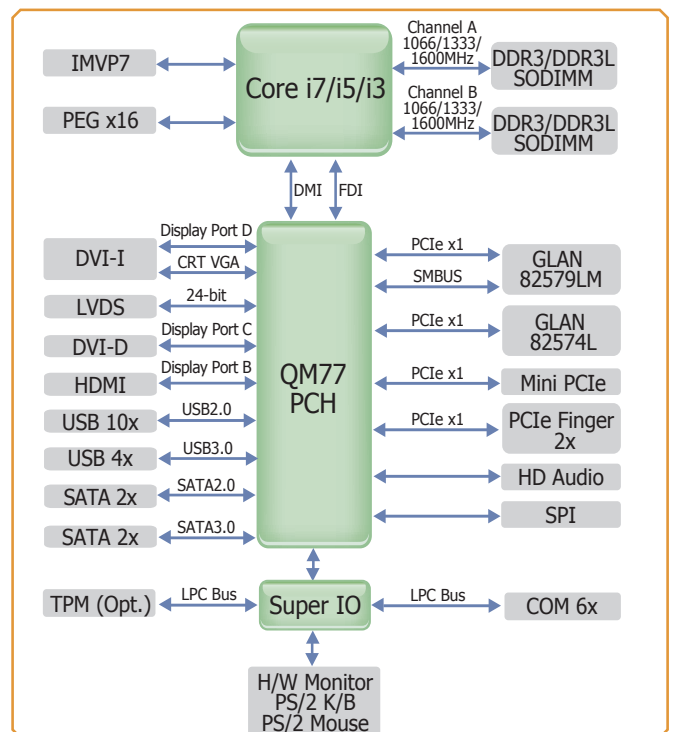 IMVP7
PEG x16
Core i7/i5/i3
Channel A
1066/1333/
1600MHz
DDR3/DDR3L
SODIMM
Channel B
1066/1333/
1600MHz
DDR3/DDR3L
SODIMM
DMI
FDI
DVI-I
Display Port D
CRT VGA
LVDS
24-bit
DVI-D
Display Port C
HDMI
Display Port B
USB 10x
USB2.0
USB 4x
USB3.0
SATA 2x
SATA2.0
SATA 2x
SATA3.0
QM77
PCH
PCIe x1
SMBUS
GLAN
82579LM
PCIe x1
GLAN
82574L
PCIe x1
Mini PCIe
PCIe x1
PCIe Finger
2x
HD Audio
SPI
TPM (Opt.)
LPC Bus
Super IO
LPC Bus
COM 6x
H/W Monitor
PS/2 K/B
PS/2 Mouse